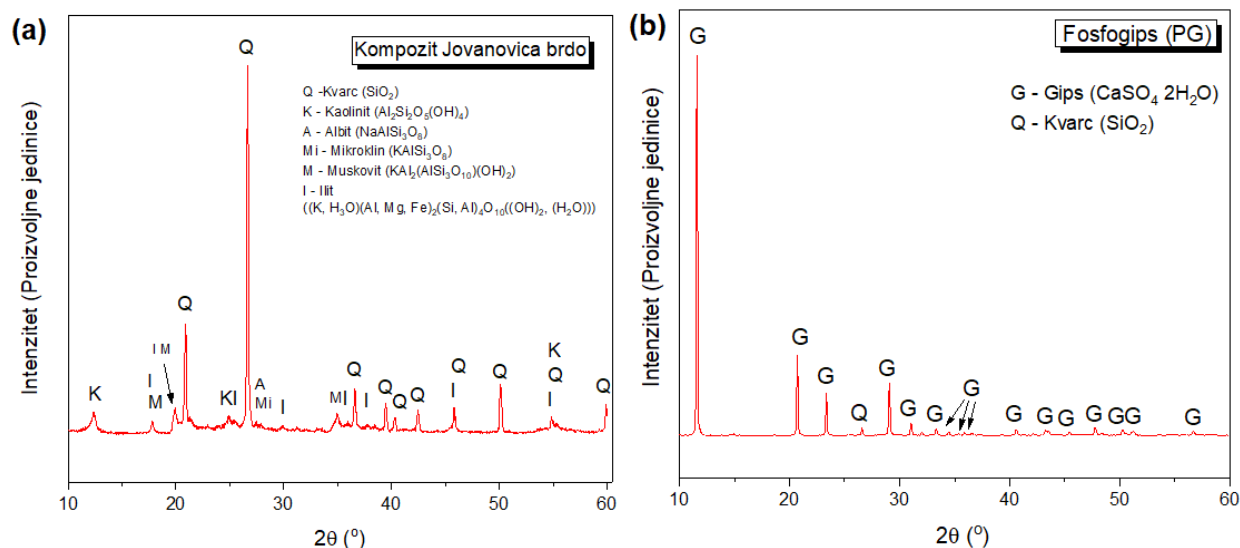 (a)
Kompozit Jovanovica brdo
Q -Kvarc (SiO₂)
K - Kaolinit (Al₂Si₂O₅(OH)₄)
A - Albit (NaAlSi₃O₈)
Mi - Mikroklin (KAlSi₃O₈)
M - Muskovit (KAl₂(AlSi₃O₁₀)(OH)₂)
I - Ilit
((K, H₃O)(Al, Mg, Fe)₂(Si, Al)₄O₁₀((OH)₂, (H₂O)))
Intenzitet (Proizvoljne jedinice)
K
I
M
I M
Q
KI
Q
A
Mi
I
MI
Q
I
Q
Q
Q
Q
I
Q
K
Q
I
Q
10 20 30 40 50 60
2θ (°)
(b)
Fosfogips (PG)
G - Gips (CaSO₄ 2H₂O)
Q - Kvarc (SiO₂)
Intenzitet (Proizvoljne jedinice)
G
G
G
Q
G
G
G
G
G
G
G
G
G
G
G
10 20 30 40 50 60
2θ (°)